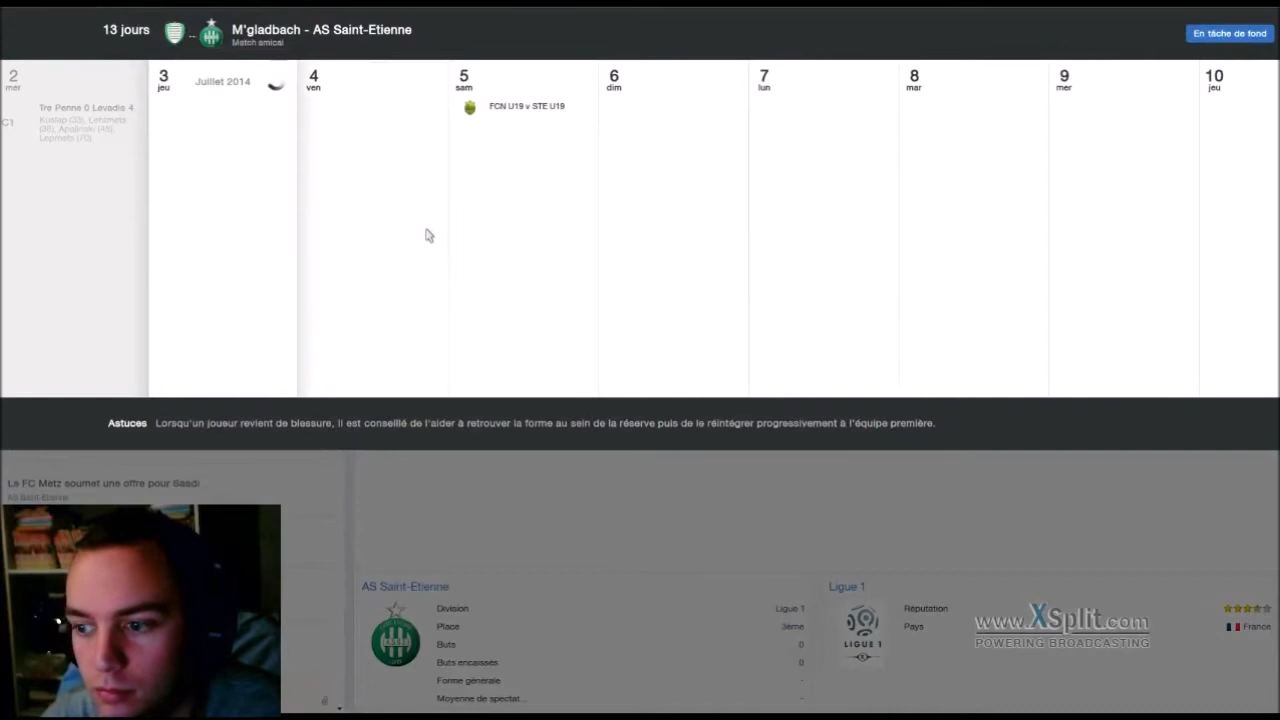 13 jours
M'gladbach - AS Saint-Etienne
Match amical
En tâche de fond
2
mer
3
jeu
Juillet 2014
4
ven
5
sam
6
dim
7
lun
8
mar
9
mer
10
jeu
Tre Penne 0 Levadia 4
C1
(70)
FCN U19 v STE U19
Astuces Lorsqu'un joueur revient de blessure, il est conseillé de l'aider à retrouver la forme au sein de la réserve puis de le réintégrer progressivement à l'équipe première.
Le FC Metz soumet une offre pour Saadi
AS Saint-Etienne
AS Saint-Etienne
Division Ligue 1
Place 3ème
Buts 0
Buts encaissés 0
Forme générale -
Moyenne de spectat... -
Ligue 1
LIGUE 1
Réputation
Pays France
www.XSplit.com
POWERING BROADCASTING